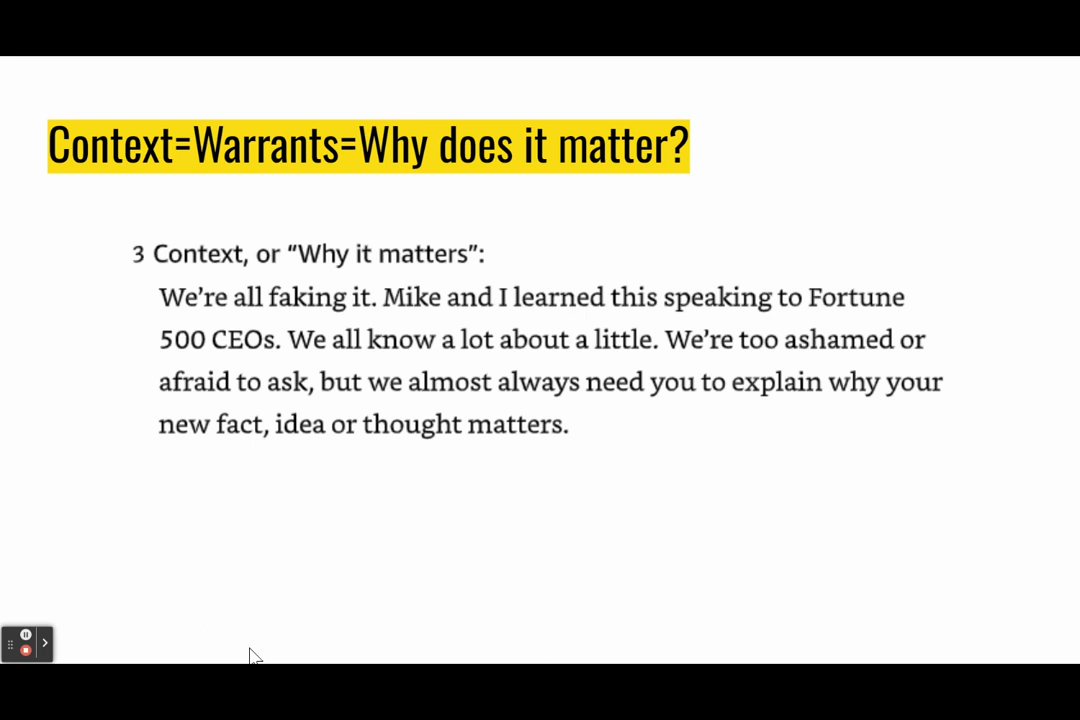 Context=Warrants=Why does it matter?
3 Context, or “Why it matters”:
We’re all faking it. Mike and I learned this speaking to Fortune
500 CEOs. We all know a lot about a little. We’re too ashamed or
afraid to ask, but we almost always need you to explain why your
new fact, idea or thought matters.